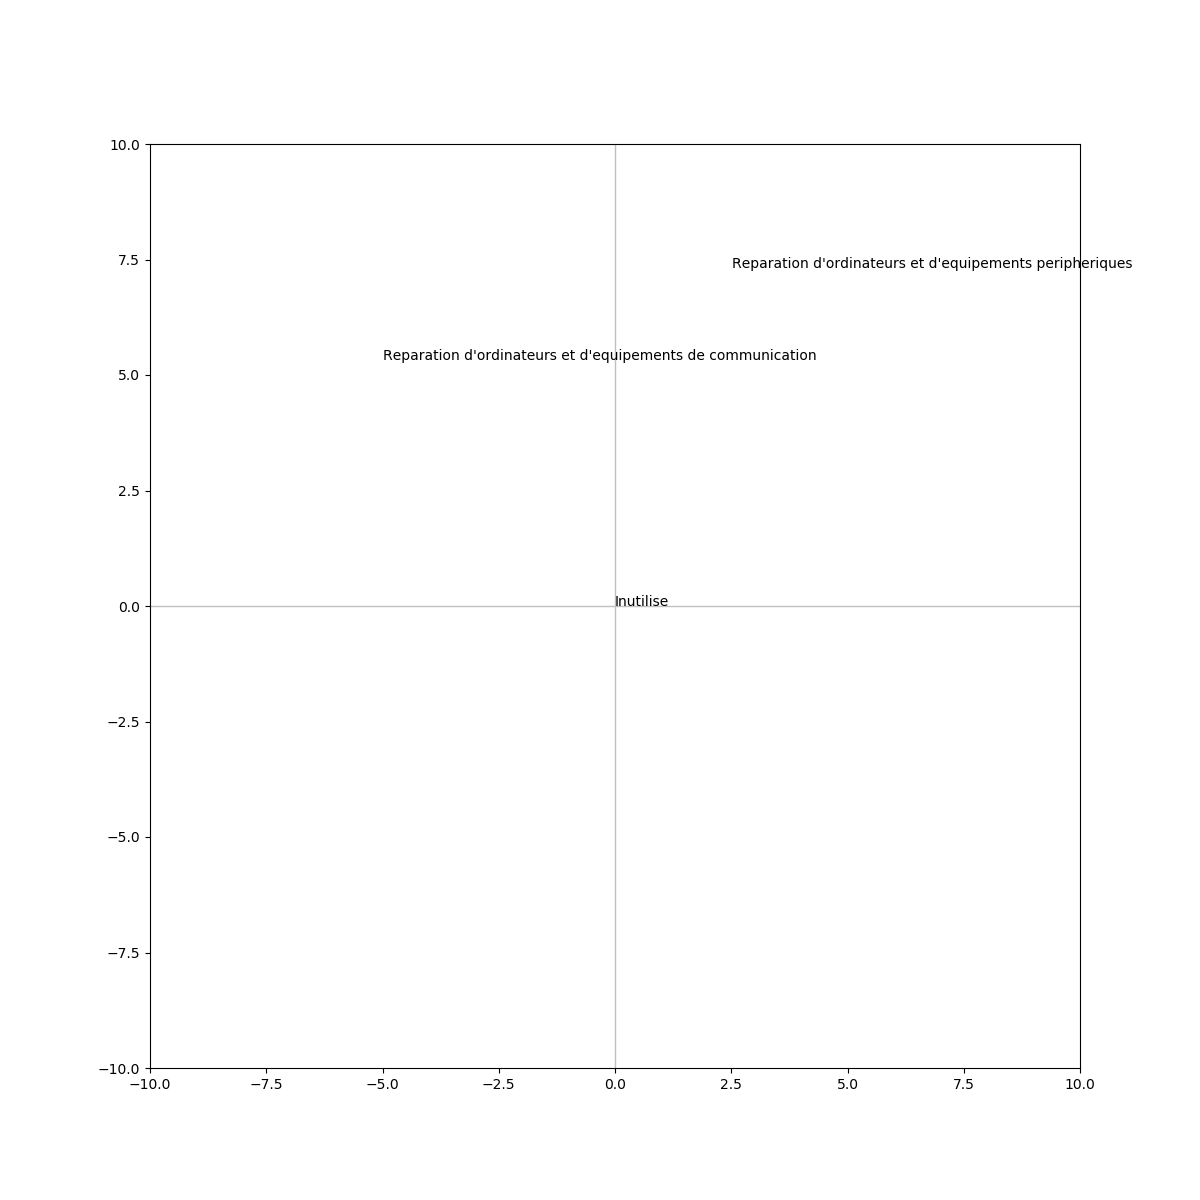 10.0
7.5
Reparation d'ordinateurs et d'equipements peripheriques
Reparation d'ordinateurs et d'equipements de communication
5.0
2.5
Inutilise
0.0
−2.5
−5.0
−7.5
−10.0
−10.0 −7.5 −5.0 −2.5 0.0 2.5 5.0 7.5 10.0